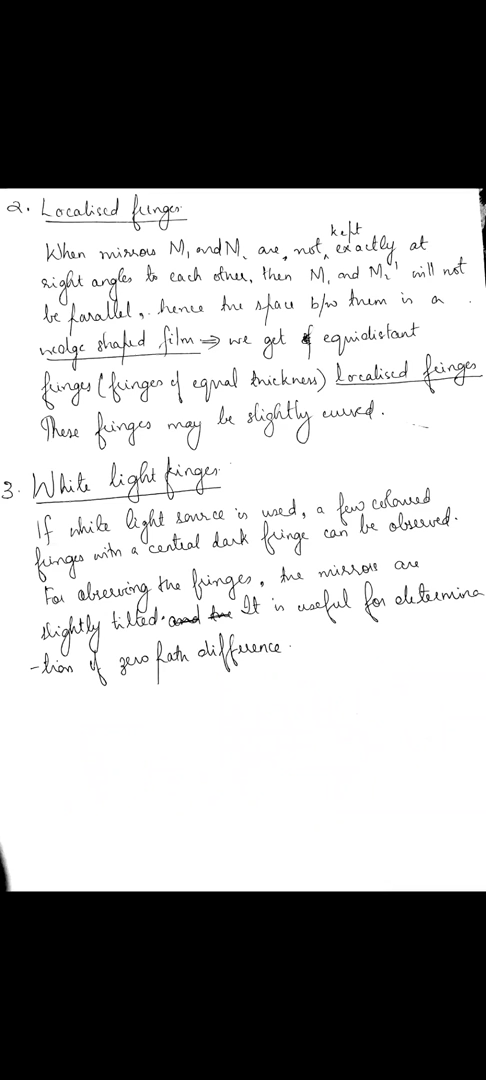 2. Localised fringes.
kept
When mirrors M1 and M2 are, not, exactly at
right angles to each other, then M1 and M2' will not
be parallel, hence the space b/w them is a
wedge shaped film ⇒ we get equidistant
fringes (fringes of equal thickness) Localised fringes
These fringes may be slightly curved.
3. White light fringes.
If white light source is used, a few coloured
fringes with a central dark fringe can be observed.
For observing the fringes, the mirrors are
slightly tilted. and the It is useful for determina
-tion of zero path difference.